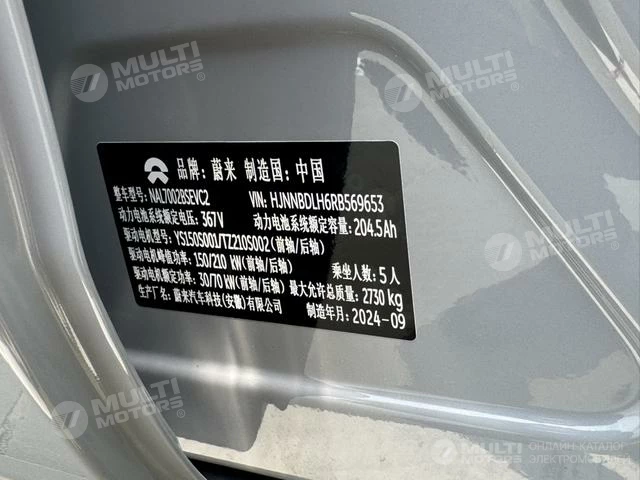 MULTI
MOTORS®
MULTI
MOTORS®
品牌: 蔚来 制造国: 中国
整车型号: NAL7002BSEVC2 VIN: HJNNBDLH6RB569653
动力电池系统额定电压: 367V 动力电池系统额定容量: 204.5Ah
驱动电机型号: YS150S001/TZ210S002(前轴/后轴)
驱动电机峰值功率: 150/210 kW(前轴/后轴) 乘坐人数: 5人
驱动电机额定功率: 30/70 kW(前轴/后轴) 最大允许总质量: 2730 kg
生产厂名: 蔚来汽车科技(安徽)有限公司 制造年月: 2024-09
MULTI
MOTORS®
MULTI
MOTORS
ОНЛАЙН-КАТАЛОГ
ЭЛЕКТРОМОБИЛЕЙ